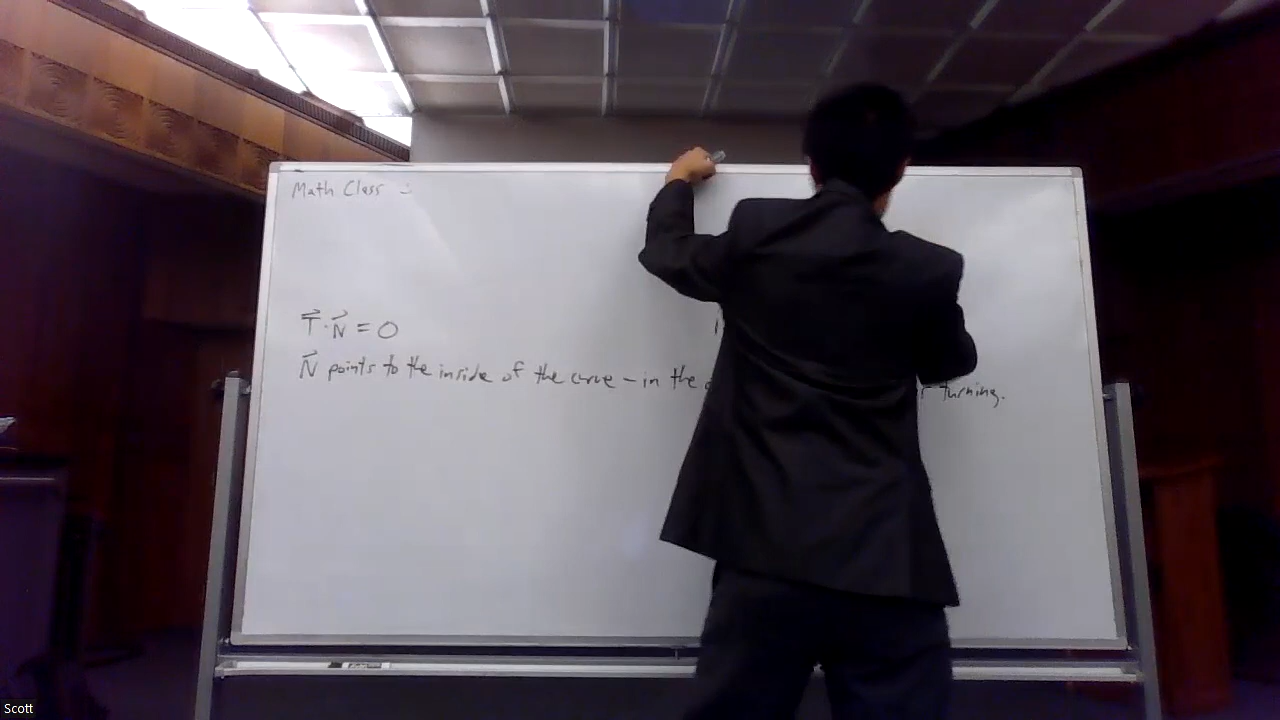 Math Class :
T⃗ · N⃗ = 0
N⃗ points to the inside of the curve – in the turning.
Scott